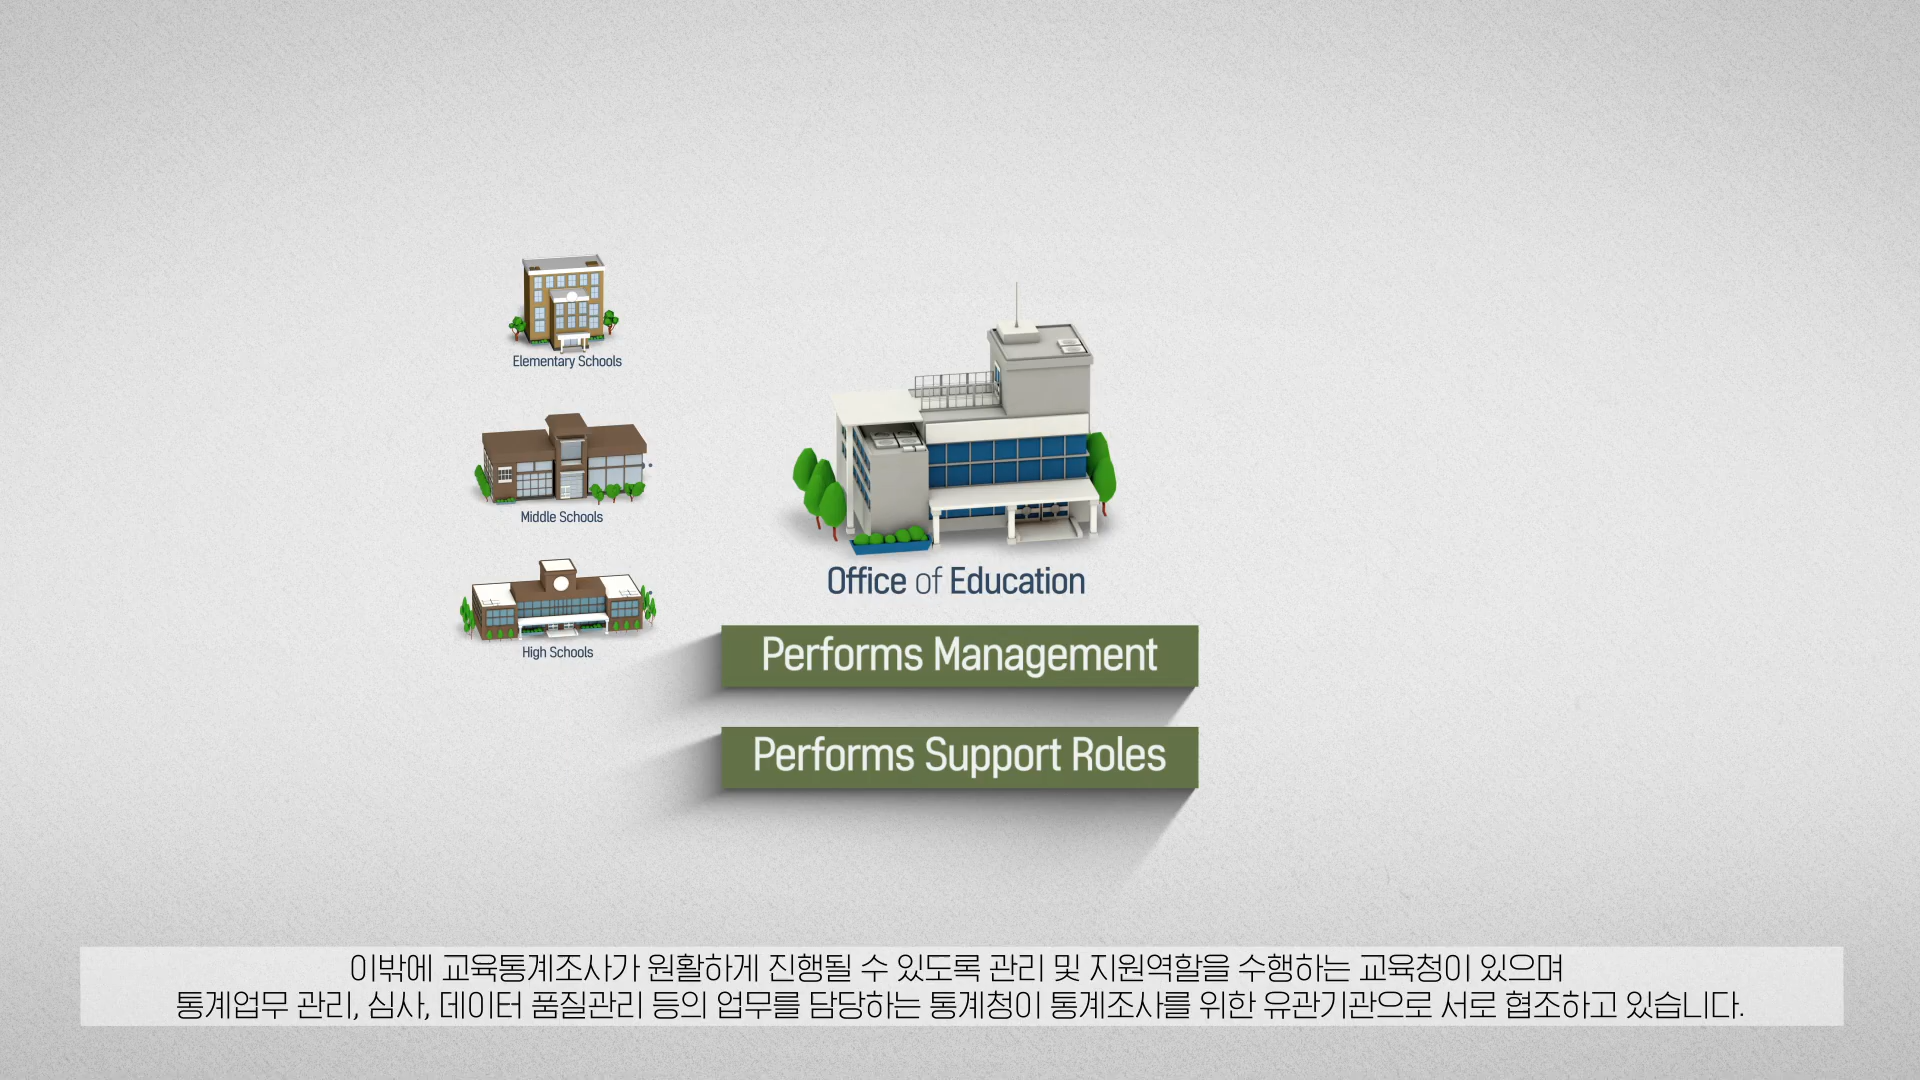 Elementary Schools
Middle Schools
High Schools
Office of Education
Performs Management
Performs Support Roles
이밖에 교육통계조사가 원활하게 진행될 수 있도록 관리 및 지원역할을 수행하는 교육청이 있으며
통계업무 관리, 심사, 데이터 품질관리 등의 업무를 담당하는 통계청이 통계조사를 위한 유관기관으로 서로 협조하고 있습니다.